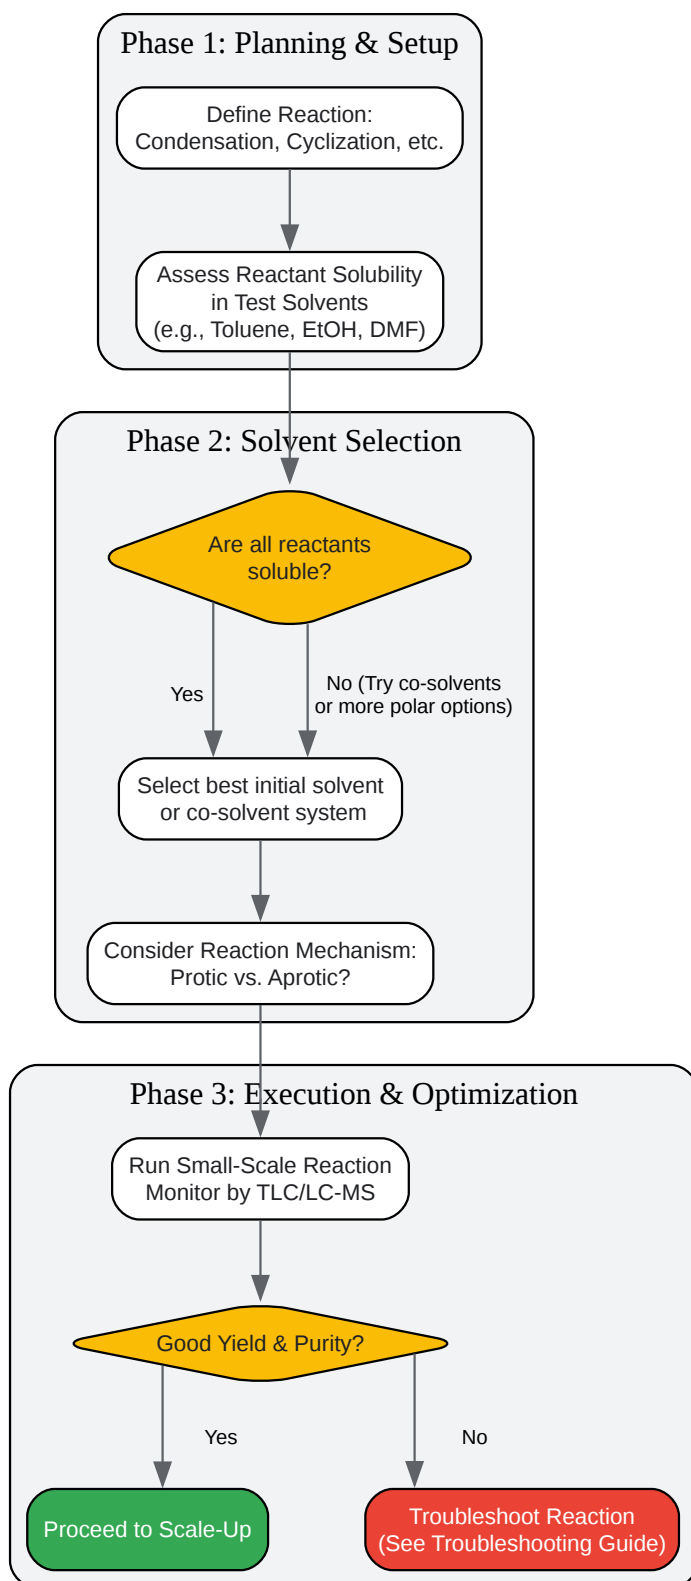 Phase 1: Planning & Setup
Define Reaction:
Condensation, Cyclization, etc.
Assess Reactant Solubility
in Test Solvents
(e.g., Toluene, EtOH, DMF)
Phase 2: Solvent Selection
Are all reactants
soluble?
Yes
No (Try co-solvents
or more polar options)
Select best initial solvent
or co-solvent system
Consider Reaction Mechanism:
Protic vs. Aprotic?
Phase 3: Execution & Optimization
Run Small-Scale Reaction
Monitor by TLC/LC-MS
Good Yield & Purity?
Yes
No
Proceed to Scale-Up
Troubleshoot Reaction
(See Troubleshooting Guide)